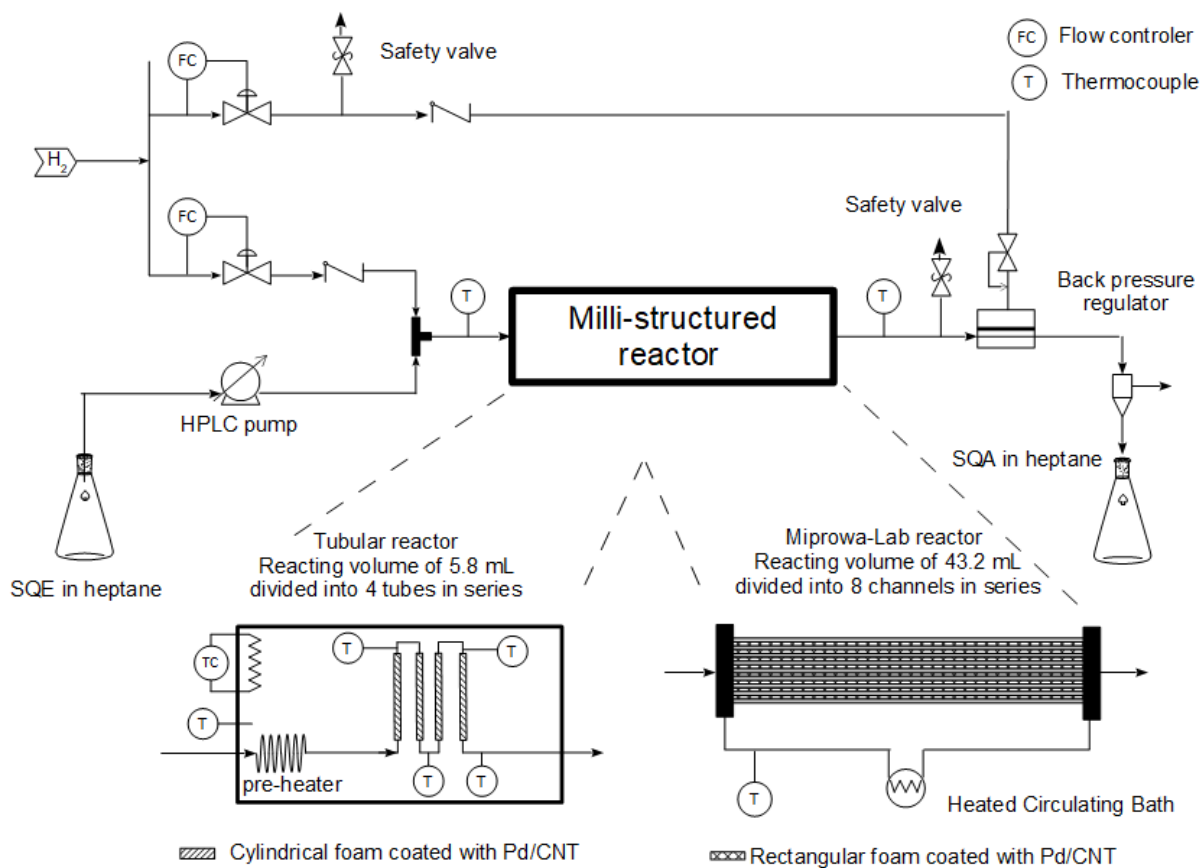 FC
Safety valve
FC
Flow controler
T
Thermocouple
H2
FC
Safety valve
T
T
Back pressure
regulator
Milli-structured
reactor
HPLC pump
SQE in heptane
SQA in heptane
Tubular reactor
Reacting volume of 5.8 mL
divided into 4 tubes in series
Miprowa-Lab reactor
Reacting volume of 43.2 mL
divided into 8 channels in series
TC
T
T
T
pre-heater
T
T
T
Heated Circulating Bath
Cylindrical foam coated with Pd/CNT
Rectangular foam coated with Pd/CNT